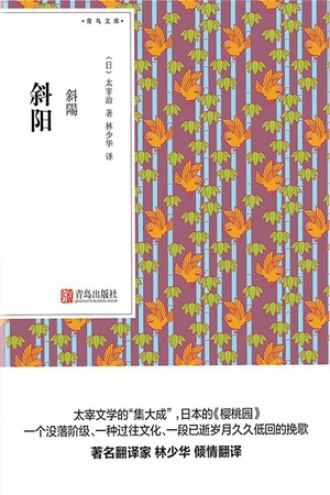 ·青鸟文库·
（日）太宰治 著 林少华 译
斜陽
斜阳
青岛出版社
太宰文学的“集大成”，日本的《樱桃园》
一个没落阶级、一种过往文化、一段已逝岁月久久低回的挽歌
著名翻译家 林少华 倾情翻译